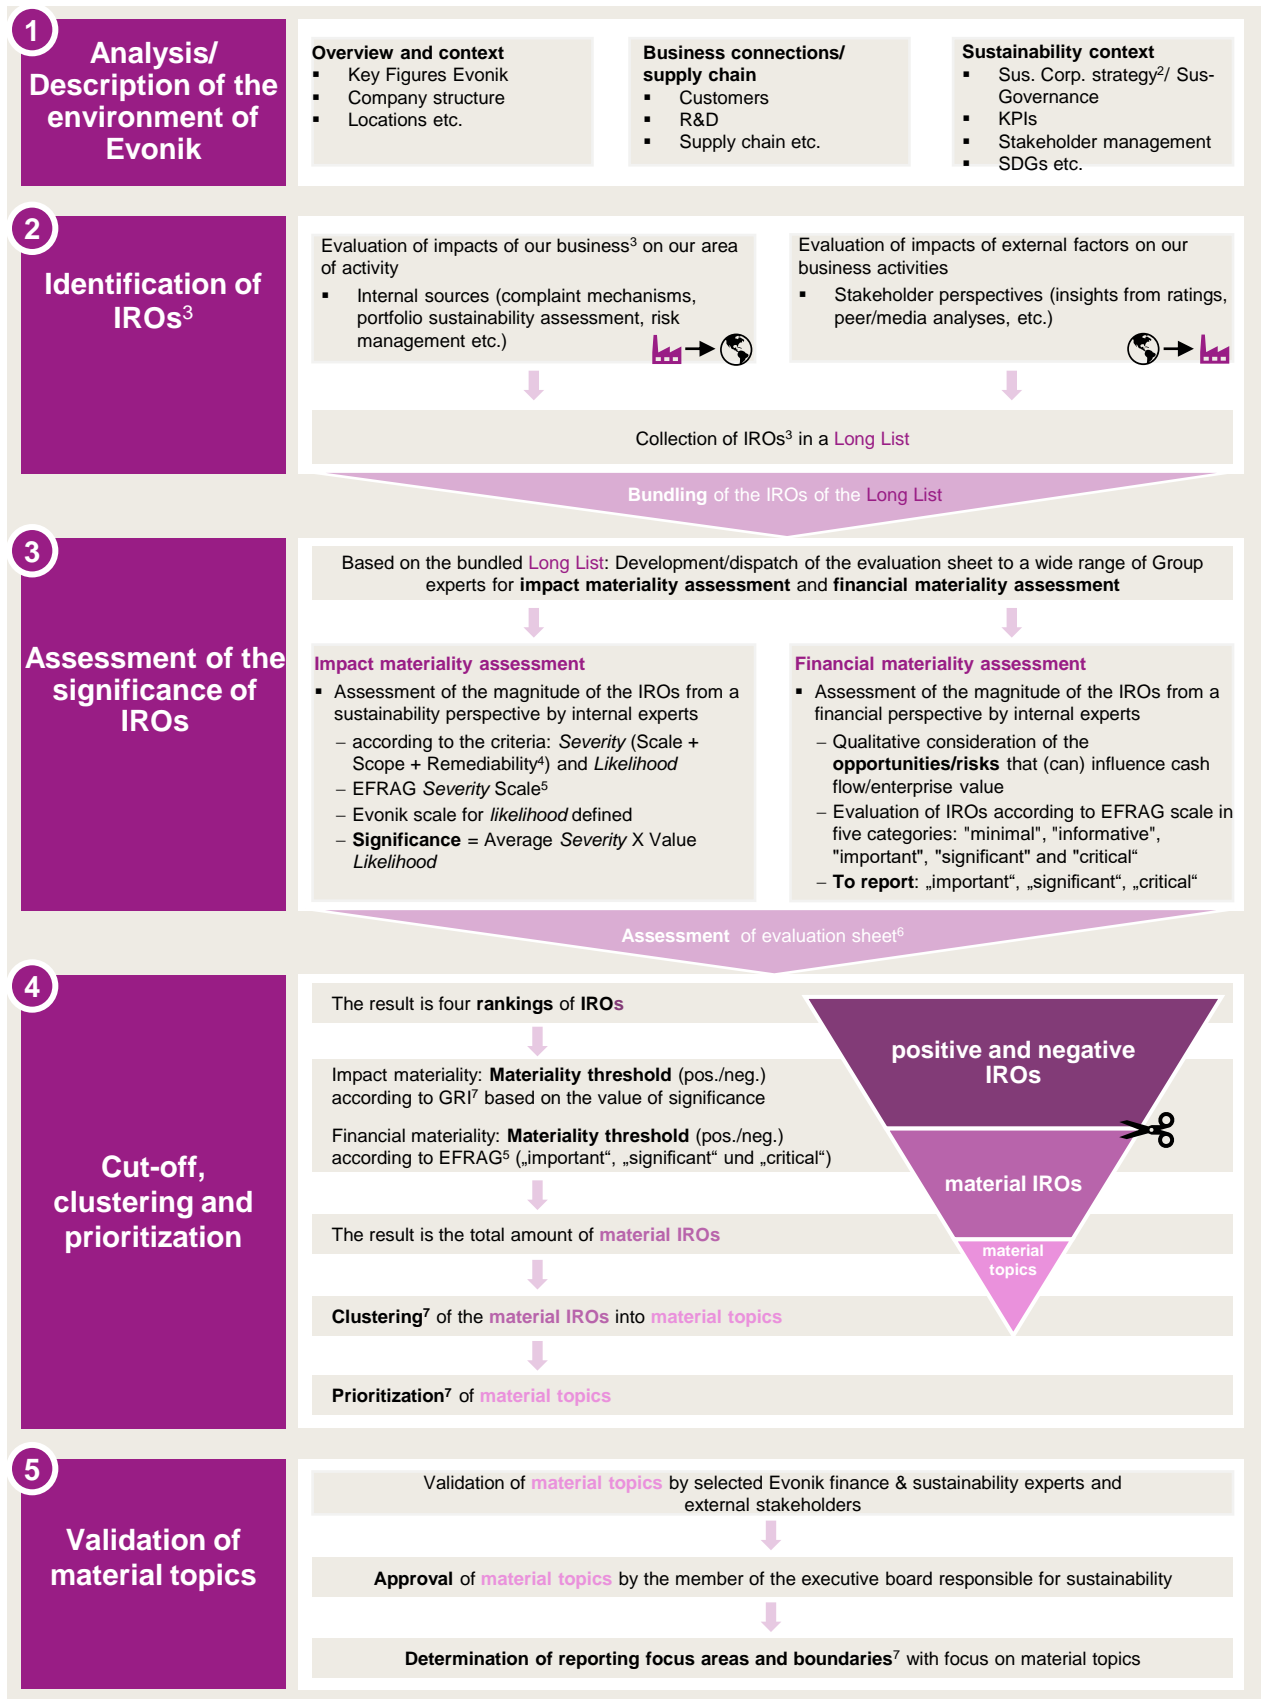 1
Analysis/
Description of the
environment of
Evonik
Overview and context
▪ Key Figures Evonik
▪ Company structure
▪ Locations etc.
Business connections/
supply chain
▪ Customers
▪ R&D
▪ Supply chain etc.
Sustainability context
▪ Sus. Corp. strategy²/ Sus-
Governance
▪ KPIs
▪ Stakeholder management
▪ SDGs etc.
2
Identification of
IROs³
Evaluation of impacts of our business³ on our area
of activity
▪ Internal sources (complaint mechanisms,
portfolio sustainability assessment, risk
management etc.)
Evaluation of impacts of external factors on our
business activities
▪ Stakeholder perspectives (insights from ratings,
peer/media analyses, etc.)
Collection of IROs³ in a Long List
Bundling of the IROs of the Long List
3
Assessment of the
significance of
IROs
Based on the bundled Long List: Development/dispatch of the evaluation sheet to a wide range of Group
experts for impact materiality assessment and financial materiality assessment
Impact materiality assessment
▪ Assessment of the magnitude of the IROs from a
sustainability perspective by internal experts
– according to the criteria: Severity (Scale +
Scope + Remediability⁴) and Likelihood
– EFRAG Severity Scale⁵
– Evonik scale for likelihood defined
– Significance = Average Severity X Value
Likelihood
Financial materiality assessment
▪ Assessment of the magnitude of the IROs from a
financial perspective by internal experts
– Qualitative consideration of the
opportunities/risks that (can) influence cash
flow/enterprise value
– Evaluation of IROs according to EFRAG scale in
five categories: "minimal", "informative",
"important", "significant" and "critical“
– To report: „important“, „significant“, „critical“
Assessment of evaluation sheet⁶
4
Cut-off,
clustering and
prioritization
The result is four rankings of IROs
Impact materiality: Materiality threshold (pos./neg.)
according to GRI⁷ based on the value of significance
Financial materiality: Materiality threshold (pos./neg.)
according to EFRAG⁵ („important“, „significant“ und „critical“)
The result is the total amount of material IROs
Clustering⁷ of the material IROs into material topics
Prioritization⁷ of material topics
positive and negative
IROs
material IROs
material
topics
5
Validation of
material topics
Validation of material topics by selected Evonik finance & sustainability experts and
external stakeholders
Approval of material topics by the member of the executive board responsible for sustainability
Determination of reporting focus areas and boundaries⁷ with focus on material topics